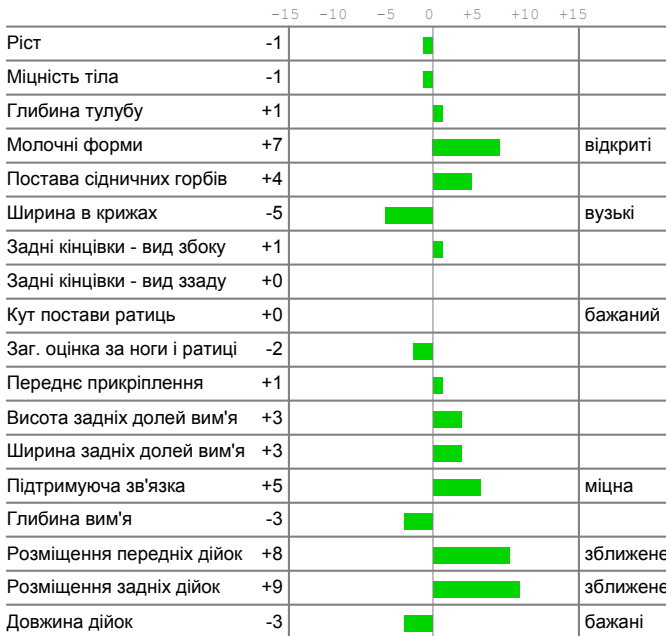 -15 -10 -5 0 +5 +10 +15
Ріст -1
Міцність тіла -1
Глибина тулубу +1
Молочні форми +7 відкриті
Постава сідничних горбів +4
Ширина в крижах -5 вузькі
Задні кінцівки - вид збоку +1
Задні кінцівки - вид ззаду +0
Кут постави ратиць +0 бажаний
Заг. оцінка за ноги і ратиці -2
Переднє прикріплення +1
Висота задніх долей вим'я +3
Ширина задніх долей вим'я +3
Підтримуюча зв'язка +5 міцна
Глибина вим'я -3
Розміщення передніх дійок +8 зближене
Розміщення задніх дійок +9 зближене
Довжина дійок -3 бажані